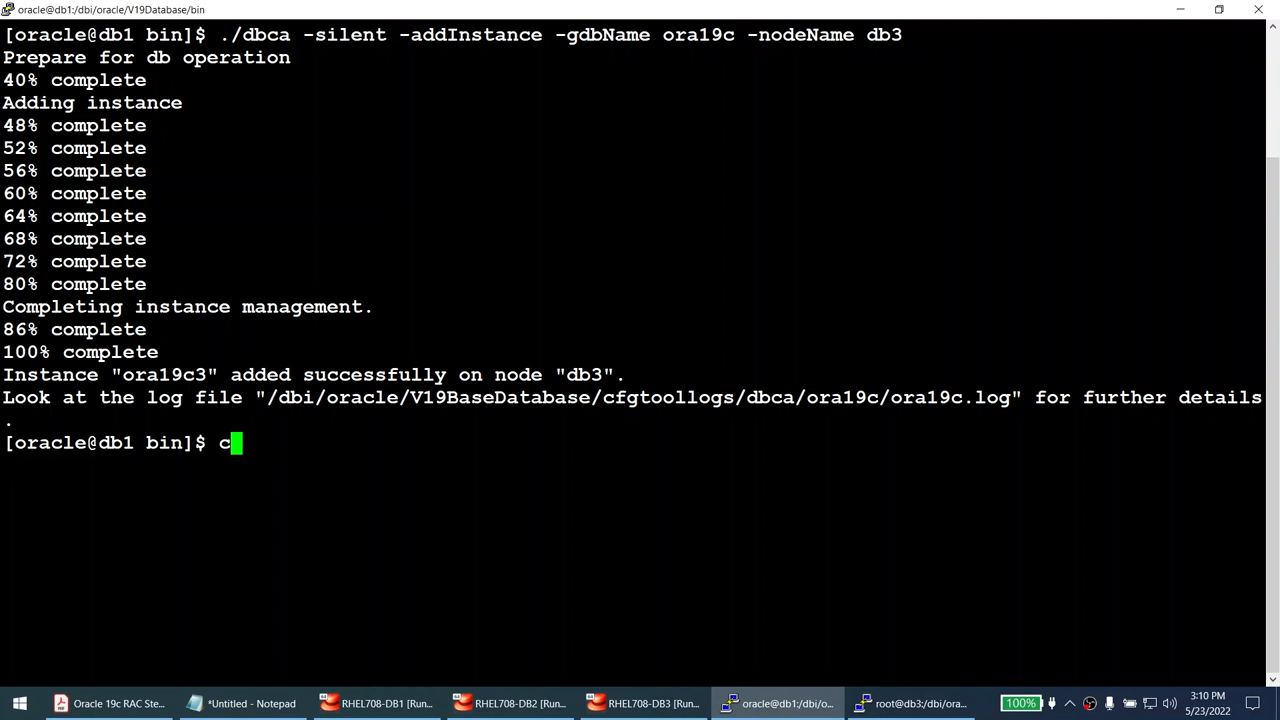 oracle@db1:/dbi/oracle/V19Database/bin
[oracle@db1 bin]$ ./dbca -silent -addInstance -gdbName ora19c -nodeName db3
Prepare for db operation
40% complete
Adding instance
48% complete
52% complete
56% complete
60% complete
64% complete
68% complete
72% complete
80% complete
Completing instance management.
86% complete
100% complete
Instance "ora19c3" added successfully on node "db3".
Look at the log file "/dbi/oracle/V19BaseDatabase/cfgtoollogs/dbca/ora19c/ora19c.log" for further details
.
[oracle@db1 bin]$ c
Oracle 19c RAC Ste...
*Untitled - Notepad
RHEL708-DB1 [Run...
RHEL708-DB2 [Run...
RHEL708-DB3 [Run...
oracle@db1:/dbi/o...
root@db3:/dbi/ora...
100%
3:10 PM
5/23/2022